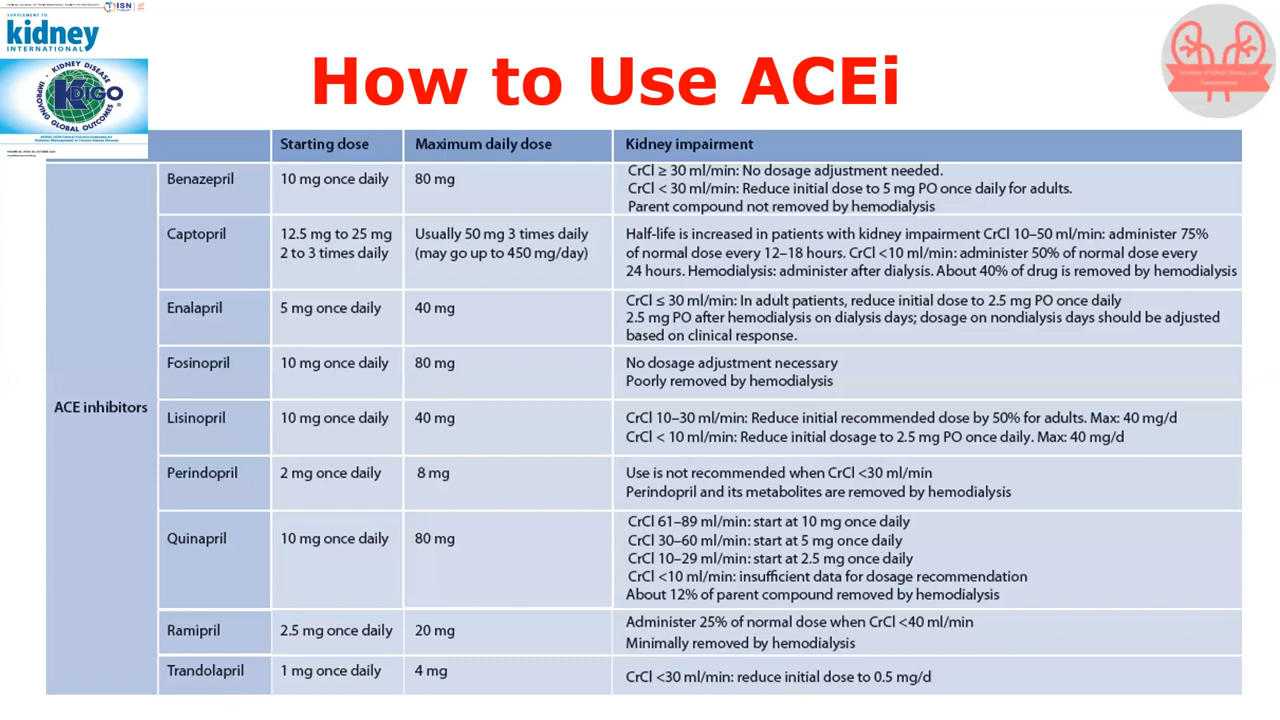 ISN
SUPPLEMENT TO
kidney
INTERNATIONAL
KIDNEY DISEASE
KDIGO
IMPROVING GLOBAL OUTCOMES
How to Use ACEi
Starting dose Maximum daily dose Kidney impairment
ACE inhibitors
Benazepril 10 mg once daily 80 mg
CrCl ≥ 30 ml/min: No dosage adjustment needed.
CrCl < 30 ml/min: Reduce initial dose to 5 mg PO once daily for adults.
Parent compound not removed by hemodialysis
Captopril 12.5 mg to 25 mg Usually 50 mg 3 times daily Half-life is increased in patients with kidney impairment CrCl 10–50 ml/min: administer 75%
2 to 3 times daily (may go up to 450 mg/day) of normal dose every 12–18 hours. CrCl <10 ml/min: administer 50% of normal dose every
24 hours. Hemodialysis: administer after dialysis. About 40% of drug is removed by hemodialysis
Enalapril 5 mg once daily 40 mg
CrCl ≤ 30 ml/min: In adult patients, reduce initial dose to 2.5 mg PO once daily
2.5 mg PO after hemodialysis on dialysis days; dosage on nondialysis days should be adjusted
based on clinical response.
Fosinopril 10 mg once daily 80 mg No dosage adjustment necessary
Poorly removed by hemodialysis
Lisinopril 10 mg once daily 40 mg CrCl 10–30 ml/min: Reduce initial recommended dose by 50% for adults. Max: 40 mg/d
CrCl < 10 ml/min: Reduce initial dosage to 2.5 mg PO once daily. Max: 40 mg/d
Perindopril 2 mg once daily 8 mg Use is not recommended when CrCl <30 ml/min
Perindopril and its metabolites are removed by hemodialysis
Quinapril 10 mg once daily 80 mg
CrCl 61–89 ml/min: start at 10 mg once daily
CrCl 30–60 ml/min: start at 5 mg once daily
CrCl 10–29 ml/min: start at 2.5 mg once daily
CrCl <10 ml/min: insufficient data for dosage recommendation
About 12% of parent compound removed by hemodialysis
Ramipril 2.5 mg once daily 20 mg
Administer 25% of normal dose when CrCl <40 ml/min
Minimally removed by hemodialysis
Trandolapril 1 mg once daily 4 mg CrCl <30 ml/min: reduce initial dose to 0.5 mg/d